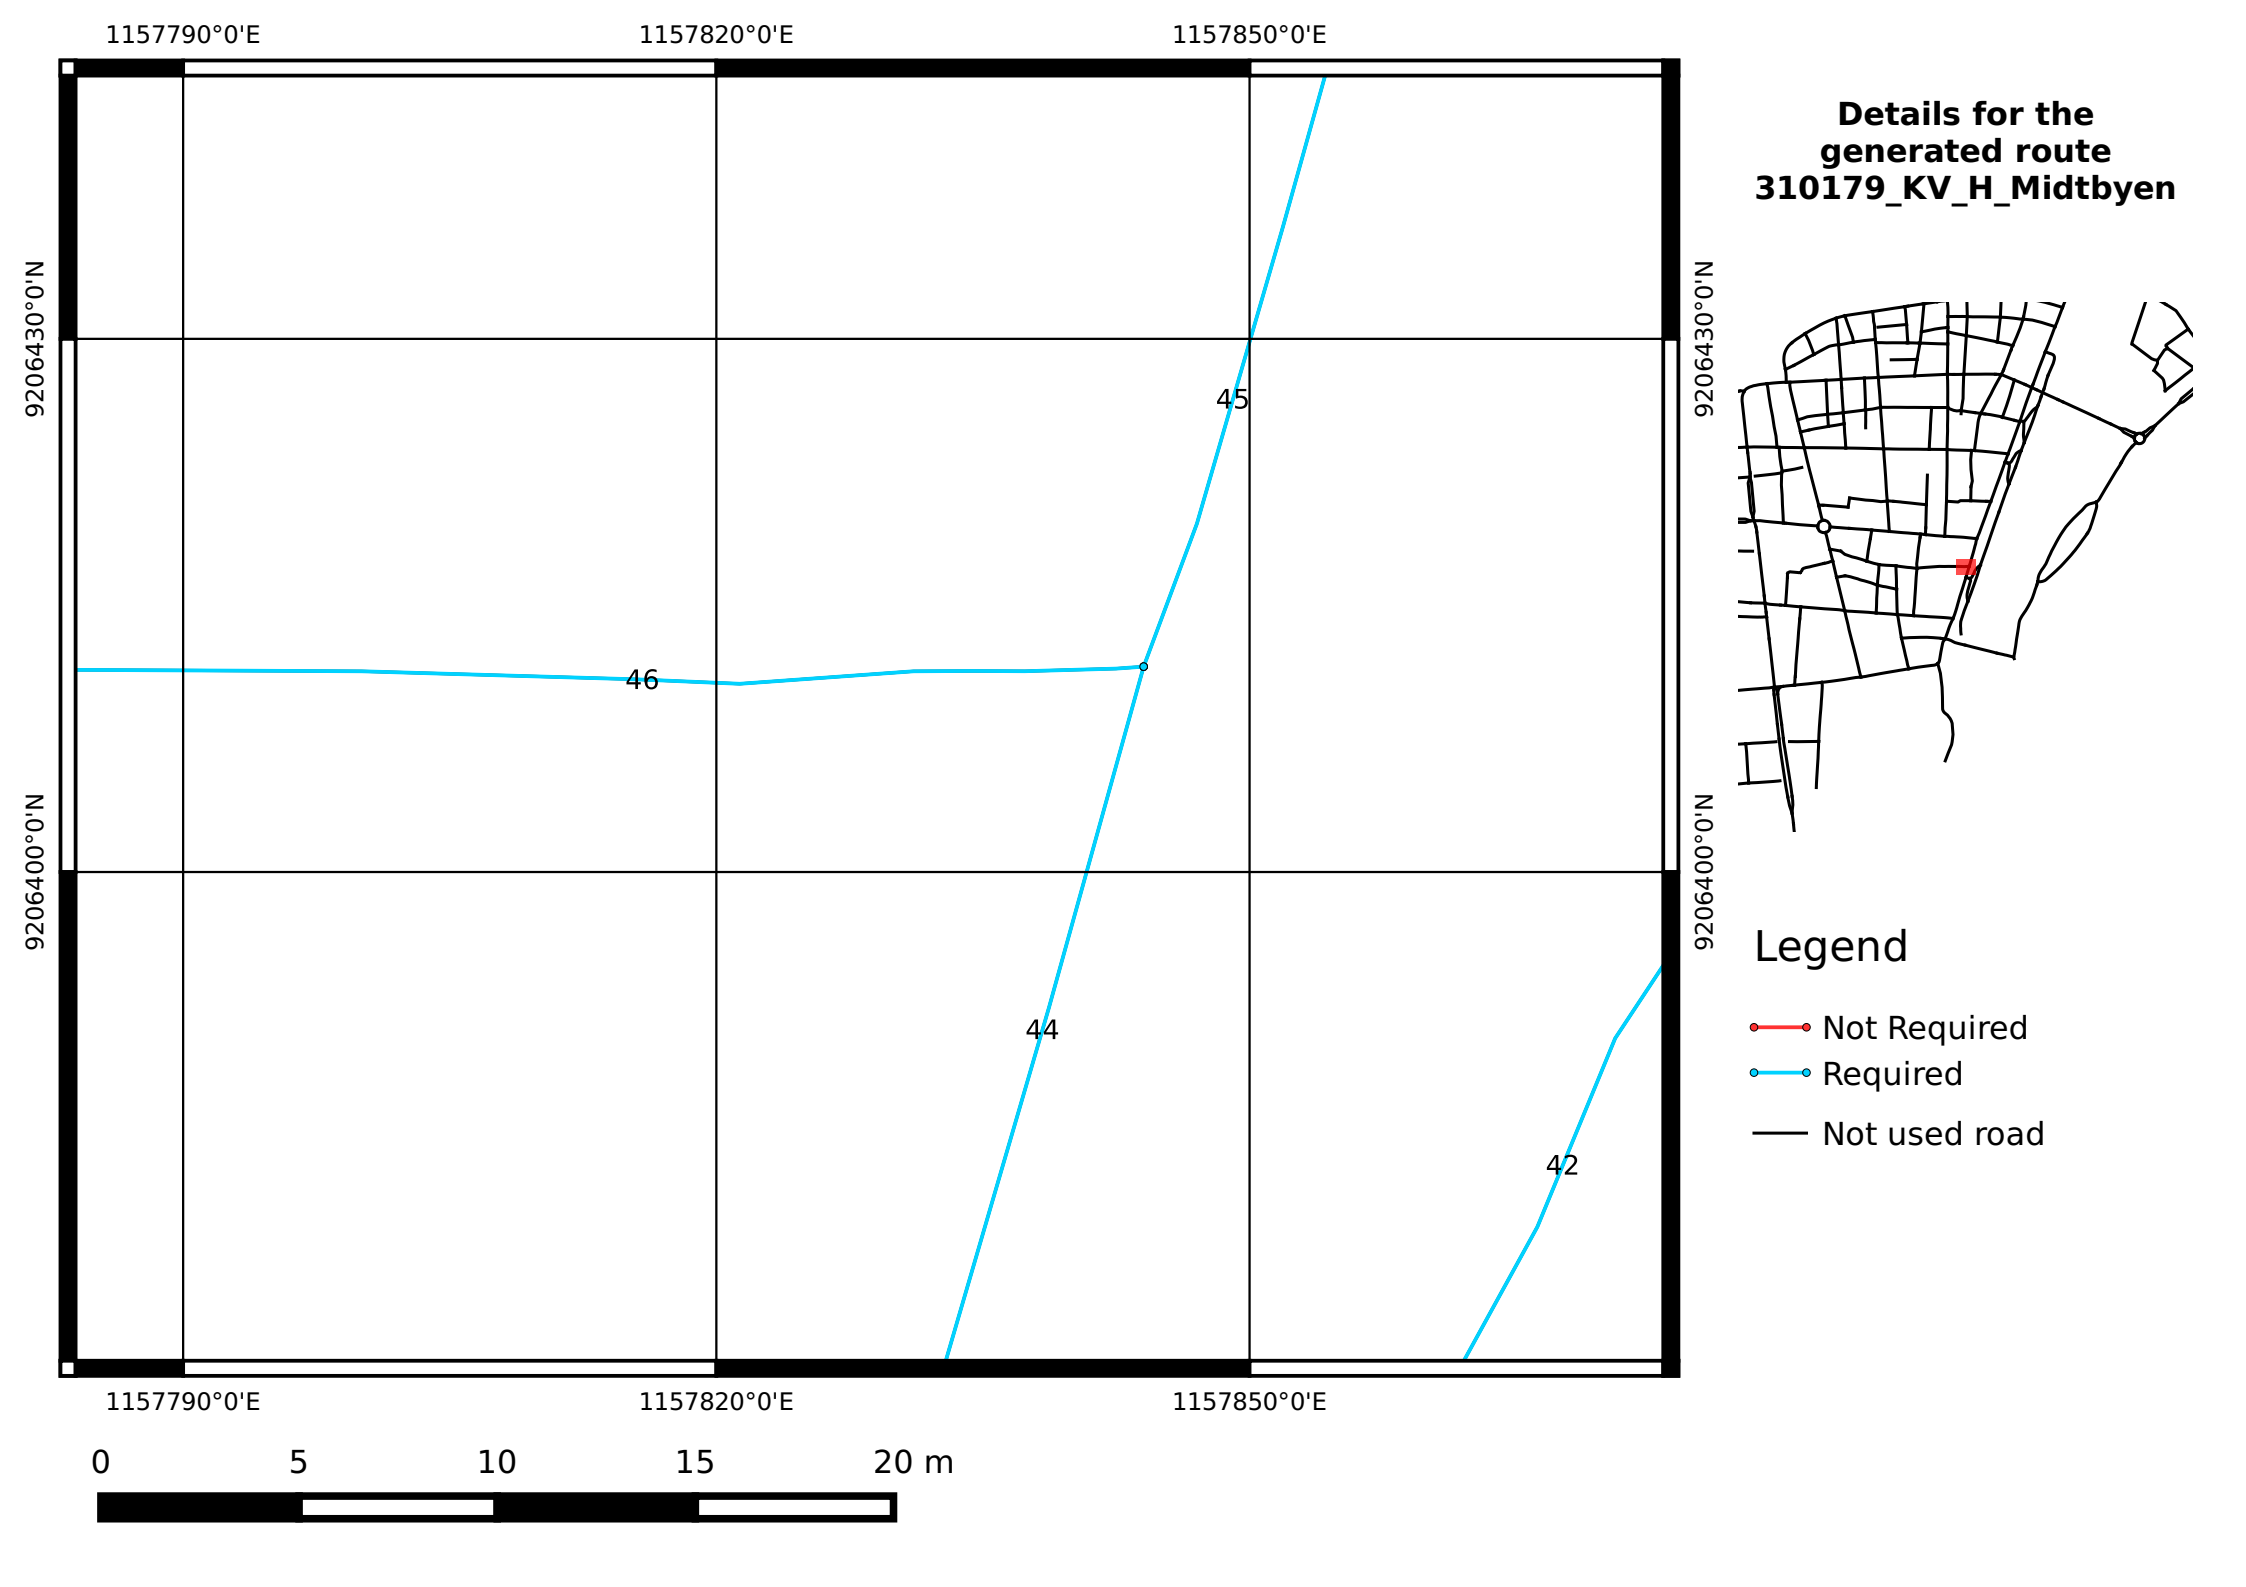 1157790°0'E
1157820°0'E
1157850°0'E
9206430°0'N
9206430°0'N
9206400°0'N
9206400°0'N
45
46
44
42
1157790°0'E
1157820°0'E
1157850°0'E
0
5
10
15
20 m
Details for the
generated route
310179_KV_H_Midtbyen
Legend
Not Required
Required
Not used road